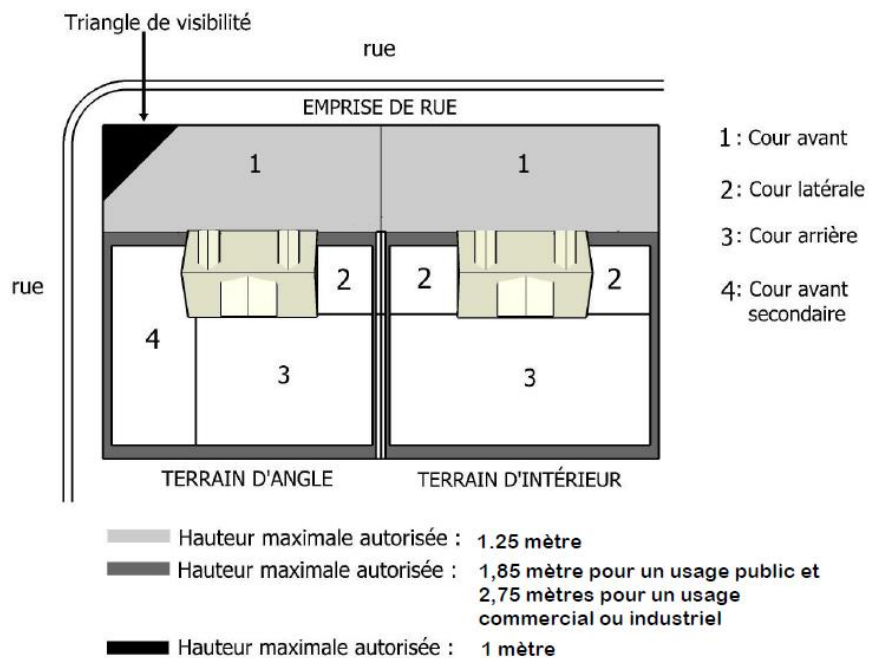 Triangle de visibilité
rue
EMPRISE DE RUE
1
1
1: Cour avant
2: Cour latérale
3: Cour arrière
4: Cour avant
secondaire
rue
2
2
2
4
3
3
TERRAIN D'ANGLE
TERRAIN D'INTÉRIEUR
Hauteur maximale autorisée : 1.25 mètre
Hauteur maximale autorisée : 1,85 mètre pour un usage public et
2,75 mètres pour un usage
commercial ou industriel
Hauteur maximale autorisée : 1 mètre